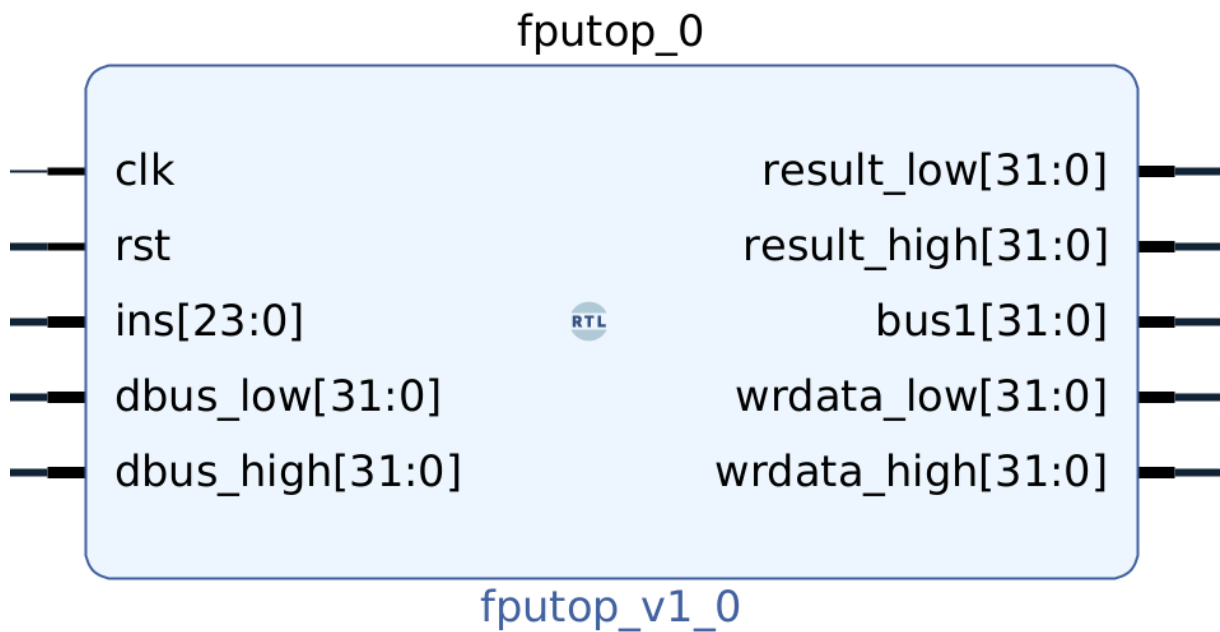 fputop_0
clk
rst
ins[23:0]
dbus_low[31:0]
dbus_high[31:0]
RTL
result_low[31:0]
result_high[31:0]
bus1[31:0]
wrdata_low[31:0]
wrdata_high[31:0]
fputop_v1_0